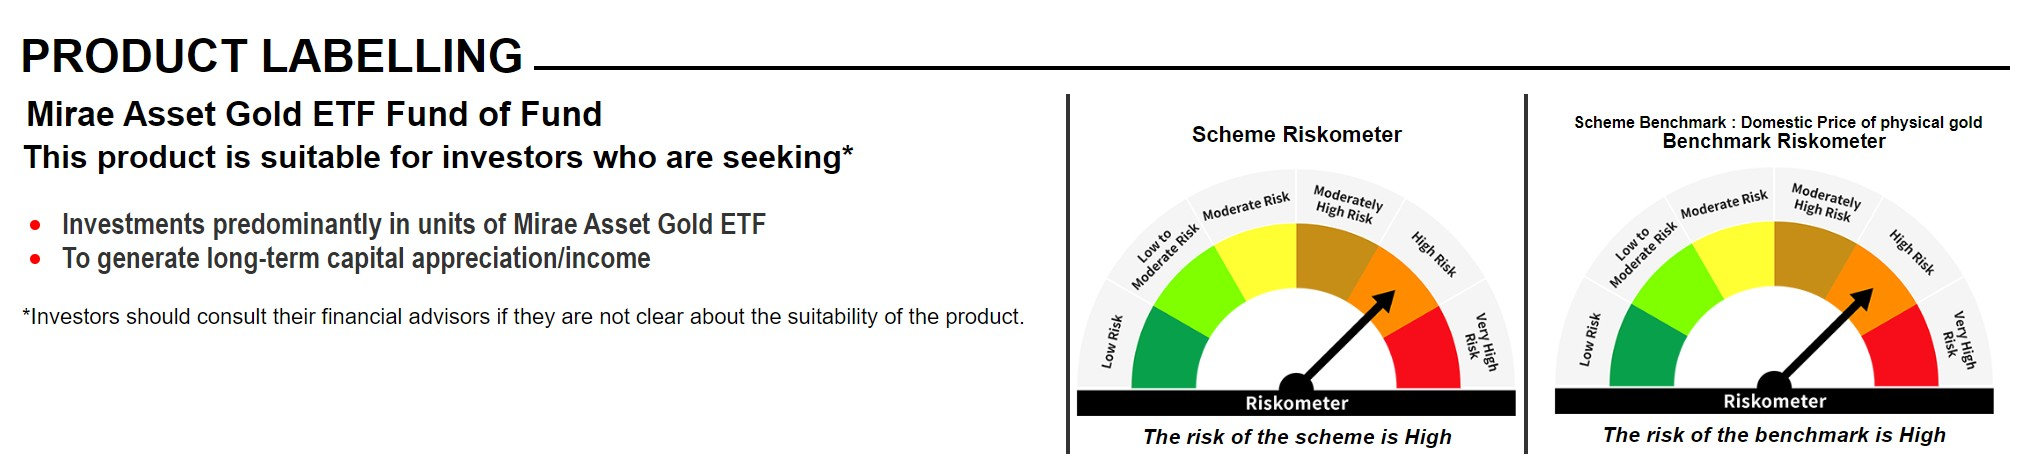 PRODUCT LABELLING
Mirae Asset Gold ETF Fund of Fund
This product is suitable for investors who are seeking*
• Investments predominantly in units of Mirae Asset Gold ETF
• To generate long-term capital appreciation/income
*Investors should consult their financial advisors if they are not clear about the suitability of the product.
Scheme Riskometer
Low Risk
Low to
Moderate Risk
Moderate Risk
Moderately
High Risk
High Risk
Very High
Risk
Riskometer
The risk of the scheme is High
Scheme Benchmark : Domestic Price of physical gold
Benchmark Riskometer
Low Risk
Low to
Moderate Risk
Moderate Risk
Moderately
High Risk
High Risk
Very High
Risk
Riskometer
The risk of the benchmark is High